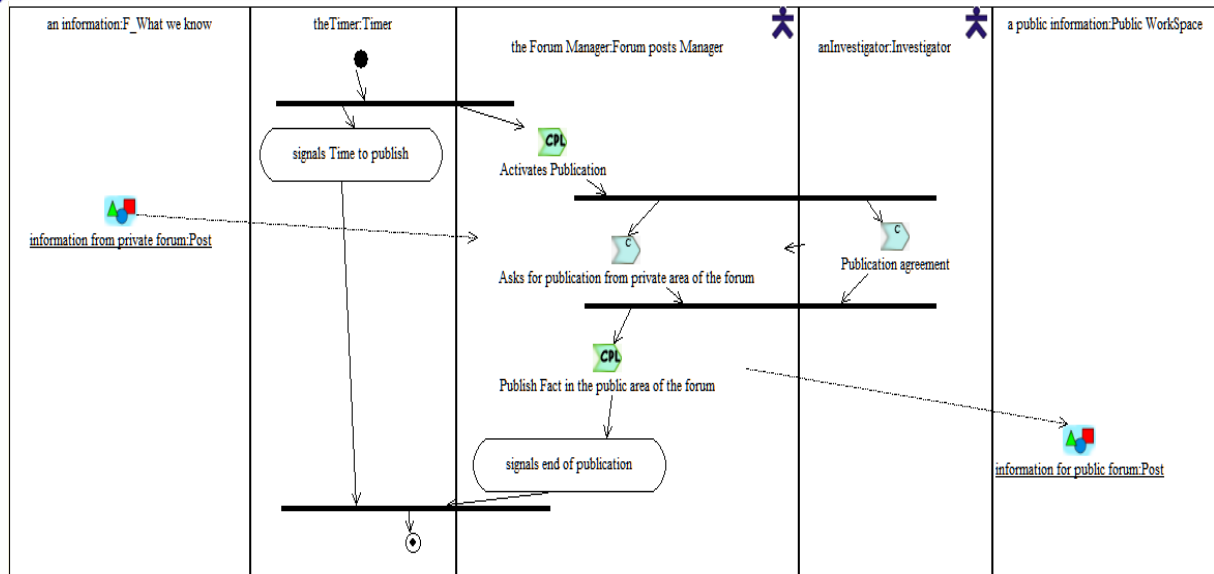 an information:F_What we know
theTimer:Timer
the Forum Manager:Forum posts Manager
anInvestigator:Investigator
a public information:Public WorkSpace
signals Time to publish
CPL
Activates Publication
information from private forum:Post
C
Asks for publication from private area of the forum
C
Publication agreement
CPL
Publish Fact in the public area of the forum
signals end of publication
information for public forum:Post